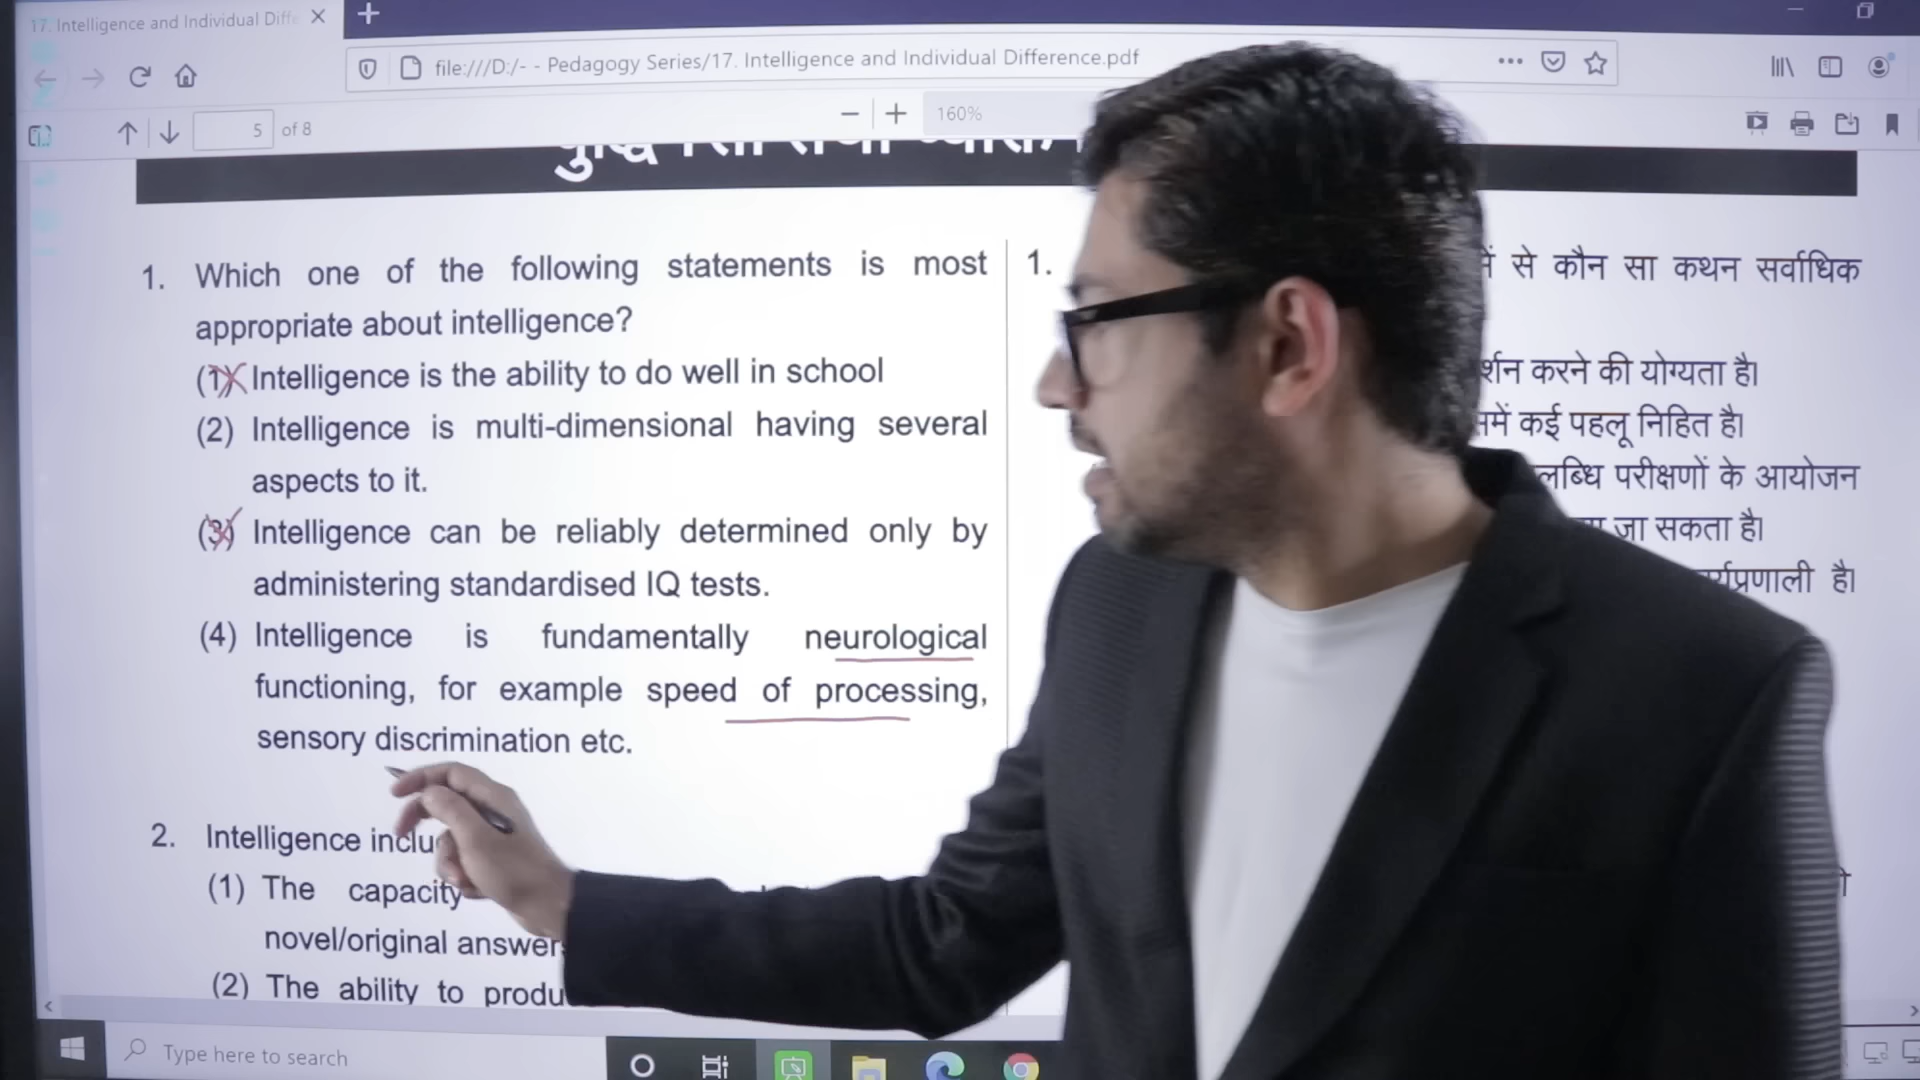 17. Intelligence and Individual Diffe
file:///D:/- - Pedagogy Series/17. Intelligence and Individual Difference.pdf
5 of 8
160%
1. Which one of the following statements is most
appropriate about intelligence?
(1) Intelligence is the ability to do well in school
(2) Intelligence is multi-dimensional having several
aspects to it.
(3) Intelligence can be reliably determined only by
administering standardised IQ tests.
(4) Intelligence is fundamentally neurological
functioning, for example speed of processing,
sensory discrimination etc.
2. Intelligence inclu
(1) The capacity
novel/original answer
(2) The ability to produ
1.
से कौन सा कथन सर्वाधिक
र्शन करने की योग्यता है।
में कई पहलू निहित है।
लब्धि परीक्षणों के आयोजन
जा सकता है।
र्यप्रणाली है।
Type here to search